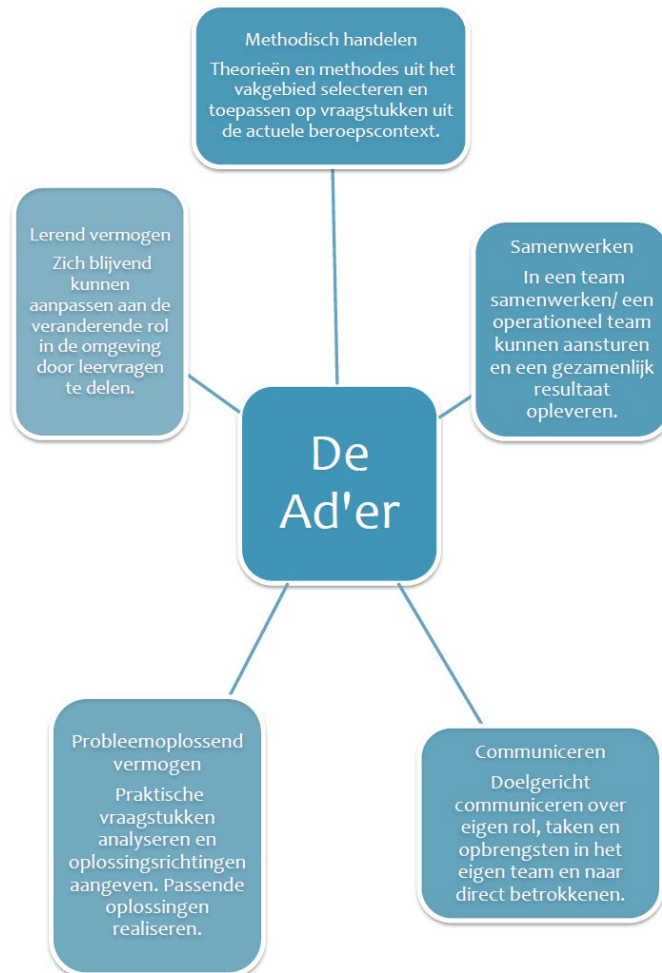 Methodisch handelen
Theorieën en methodes uit het
vakgebied selecteren en
toepassen op vraagstukken uit
de actuele beroepscontext.
Samenwerken
In een team
samenwerken/ een
operationeel team
kunnen aansturen
en een gezamenlijk
resultaat
opleveren.
Communiceren
Doelgericht
communiceren over
eigen rol, taken en
opbrengsten in het
eigen team en naar
direct betrokkenen.
Probleemoplossend
vermogen
Praktische
vraagstukken
analyseren en
oplossingsrichtingen
aangeven. Passende
oplossingen
realiseren.
Lerend vermogen
Zich blijvend
kunnen
aanpassen aan de
veranderende rol
in de omgeving
door leervragen
te delen.
De
Ad'er